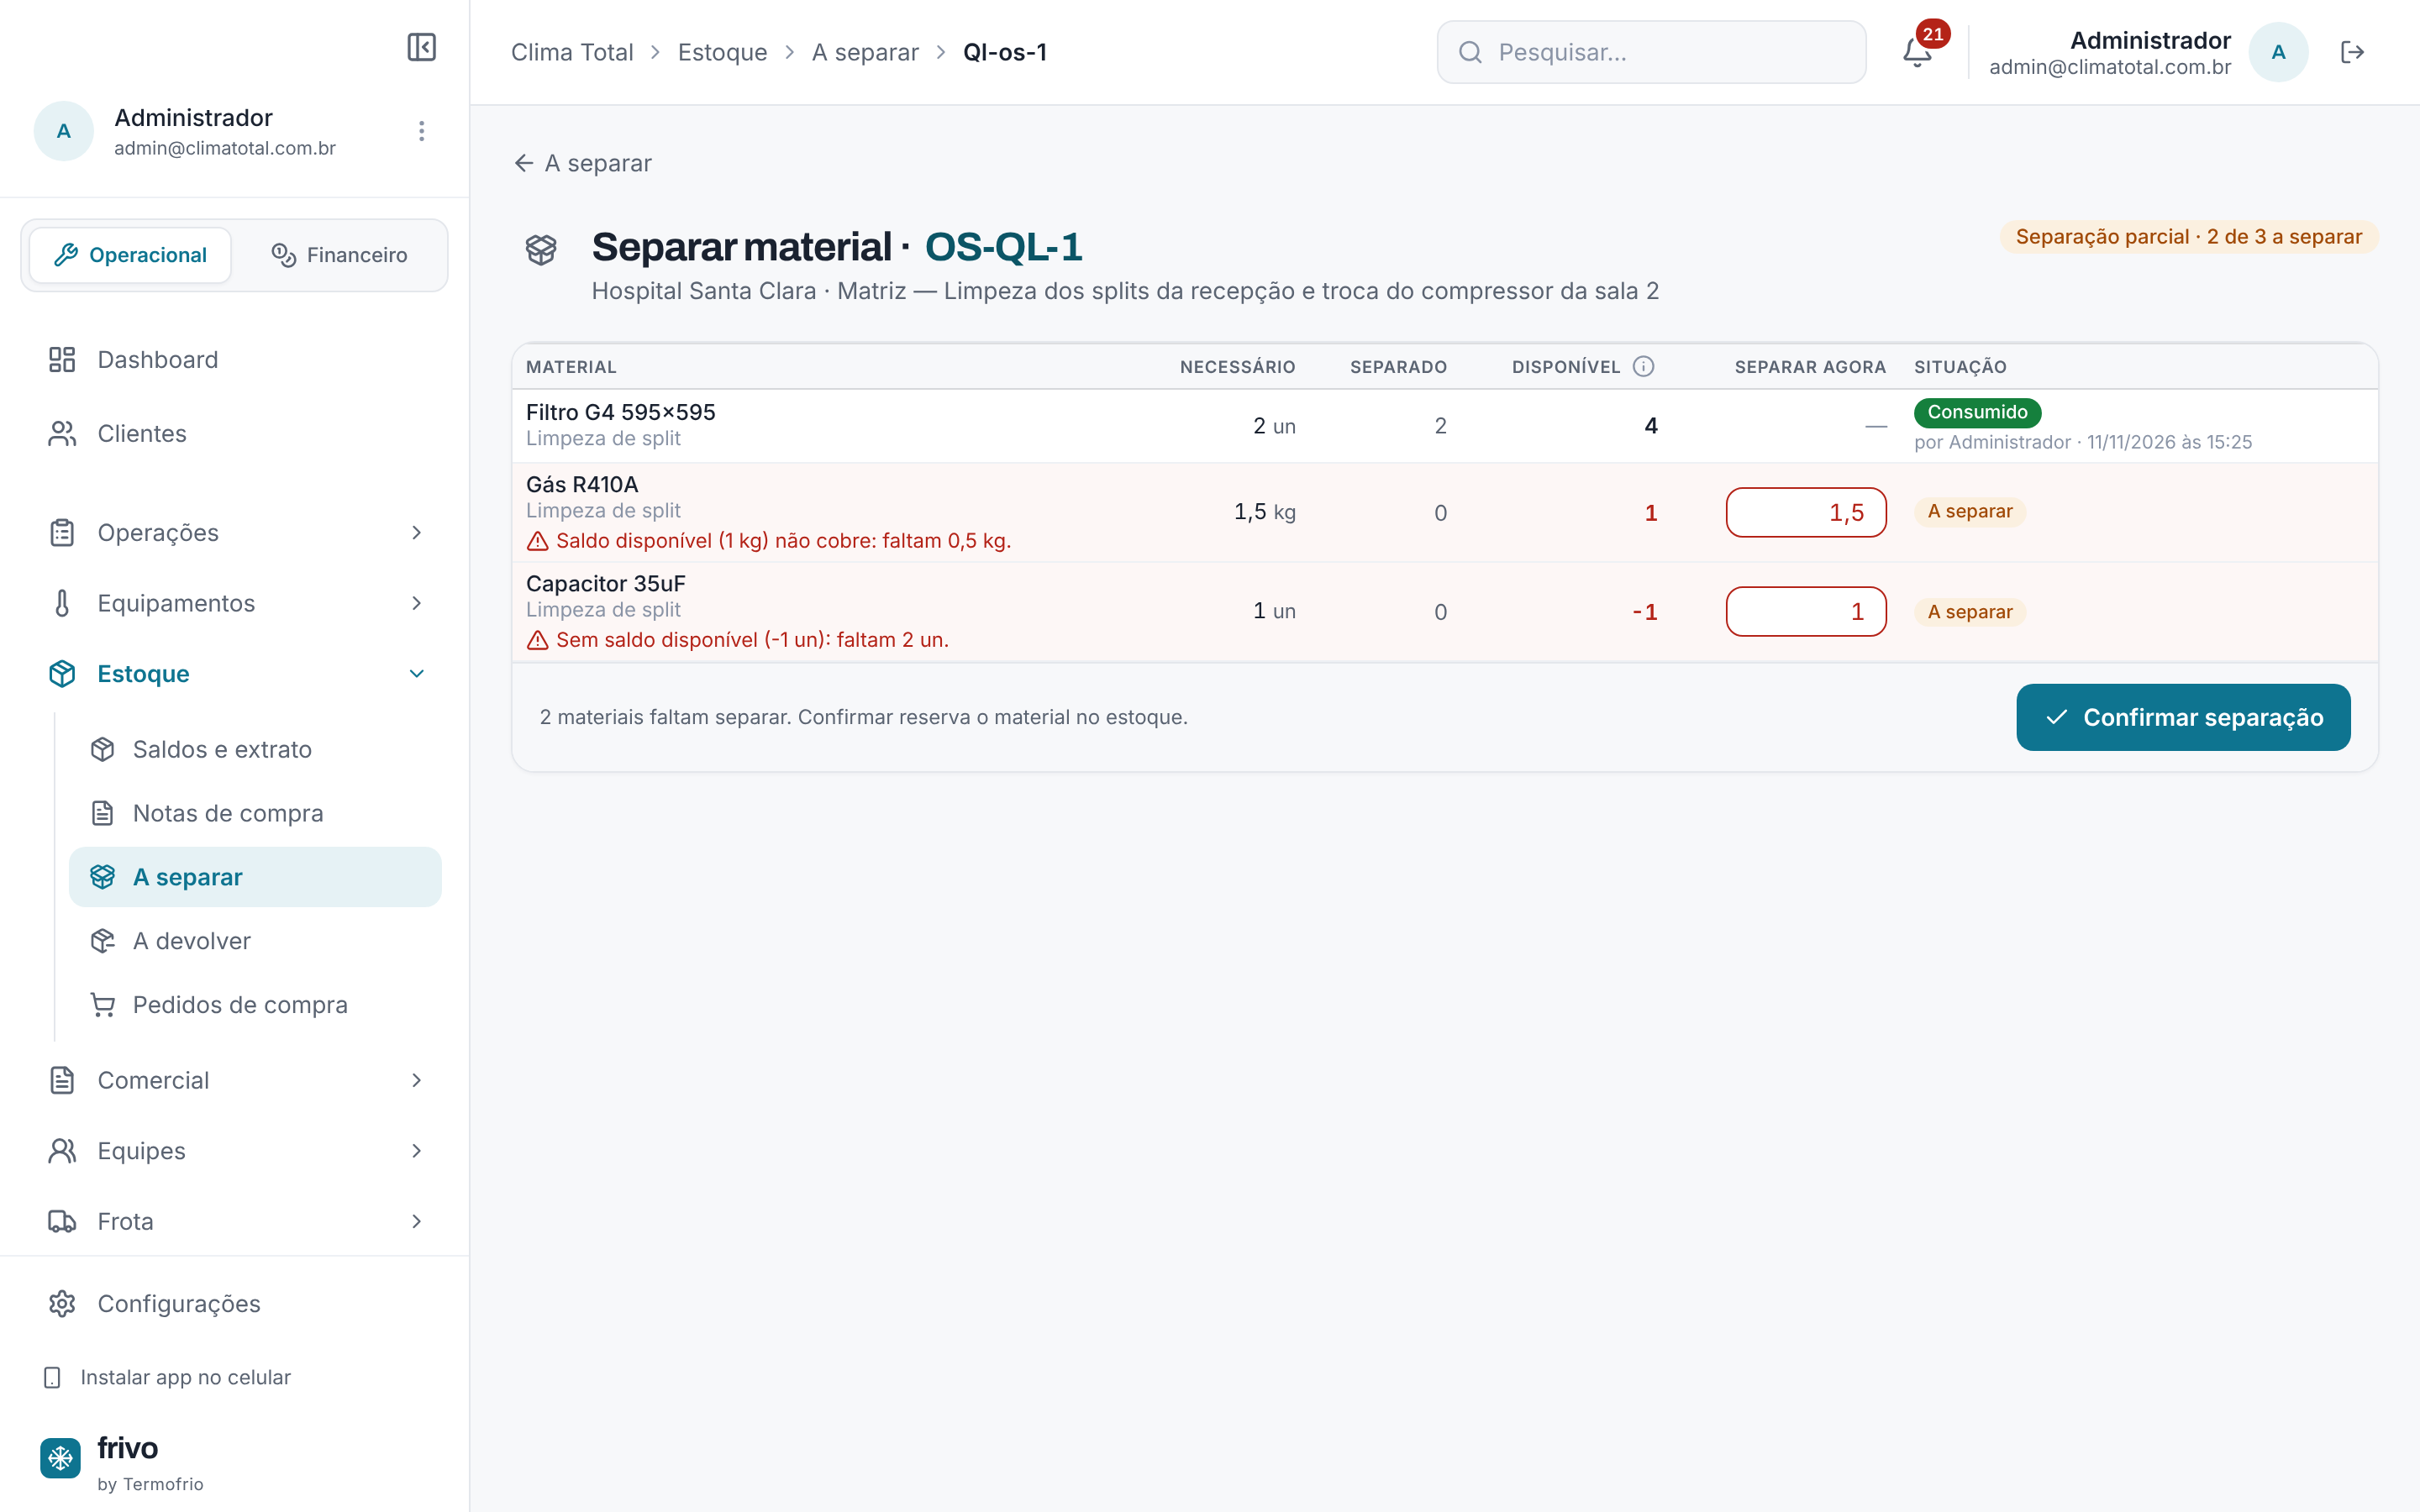 Administrador
admin@climatotal.com.br
A
Operacional
Financeiro
Dashboard
Clientes
Operações
Equipamentos
Estoque
Saldos e extrato
Notas de compra
A separar
A devolver
Pedidos de compra
Comercial
Equipes
Frota
Configurações
Instalar app no celular
frivo
by Termofrio
Clima Total > Estoque > A separar > Ql-os-1
Pesquisar...
21
Administrador
admin@climatotal.com.br
A
← A separar
Separar material · OS-QL-1
Hospital Santa Clara · Matriz — Limpeza dos splits da recepção e troca do compressor da sala 2
Separação parcial · 2 de 3 a separar
MATERIAL NECESSÁRIO SEPARADO DISPONÍVEL SEPARAR AGORA SITUAÇÃO
Filtro G4 595×595
Limpeza de split
2 un 2 4 — Consumido
por Administrador · 11/11/2026 às 15:25
Gás R410A
Limpeza de split
Saldo disponível (1 kg) não cobre: faltam 0,5 kg.
1,5 kg 0 1 1,5 A separar
Capacitor 35uF
Limpeza de split
Sem saldo disponível (-1 un): faltam 2 un.
1 un 0 -1 1 A separar
2 materiais faltam separar. Confirmar reserva o material no estoque.
Confirmar separação